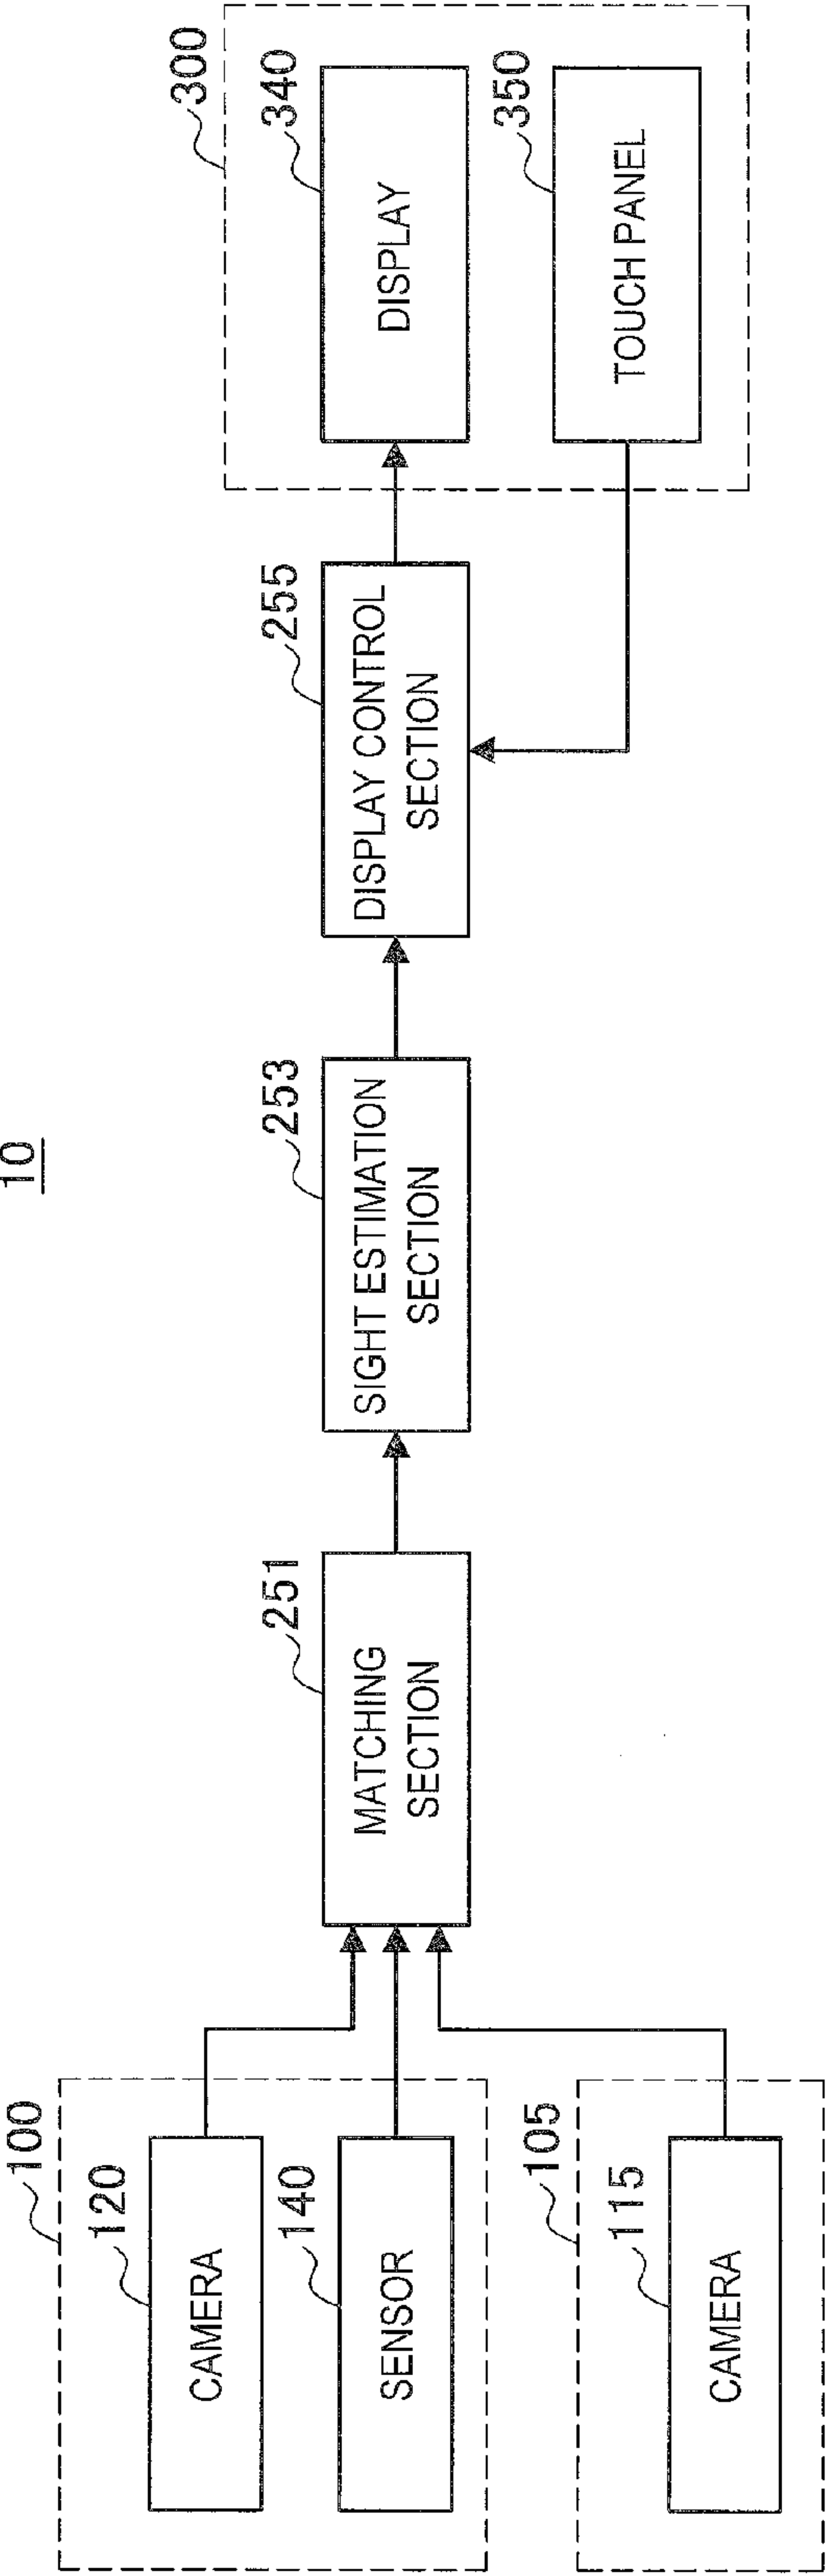 10
100
120
CAMERA
140
SENSOR
105
115
CAMERA
251
MATCHING
SECTION
253
SIGHT ESTIMATION
SECTION
255
DISPLAY CONTROL
SECTION
300
340
DISPLAY
350
TOUCH PANEL